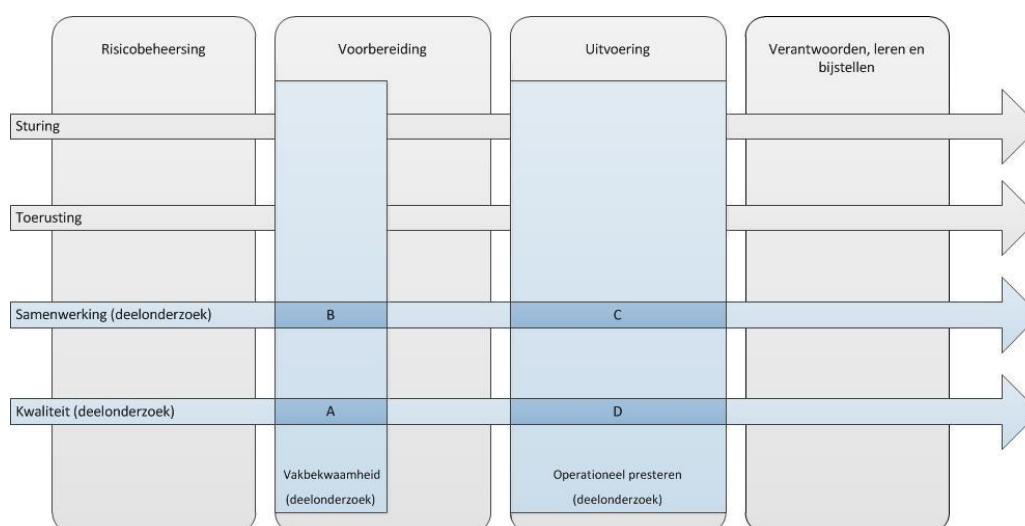 Risicobeheersing
Voorbereiding
Uitvoering
Verantwoorden, leren en
bijstellen
Sturing
Toerusting
Samenwerking (deelonderzoek)
B
C
Kwaliteit (deelonderzoek)
A
D
Vakbekwaamheid
(deelonderzoek)
Operationeel presteren
(deelonderzoek)